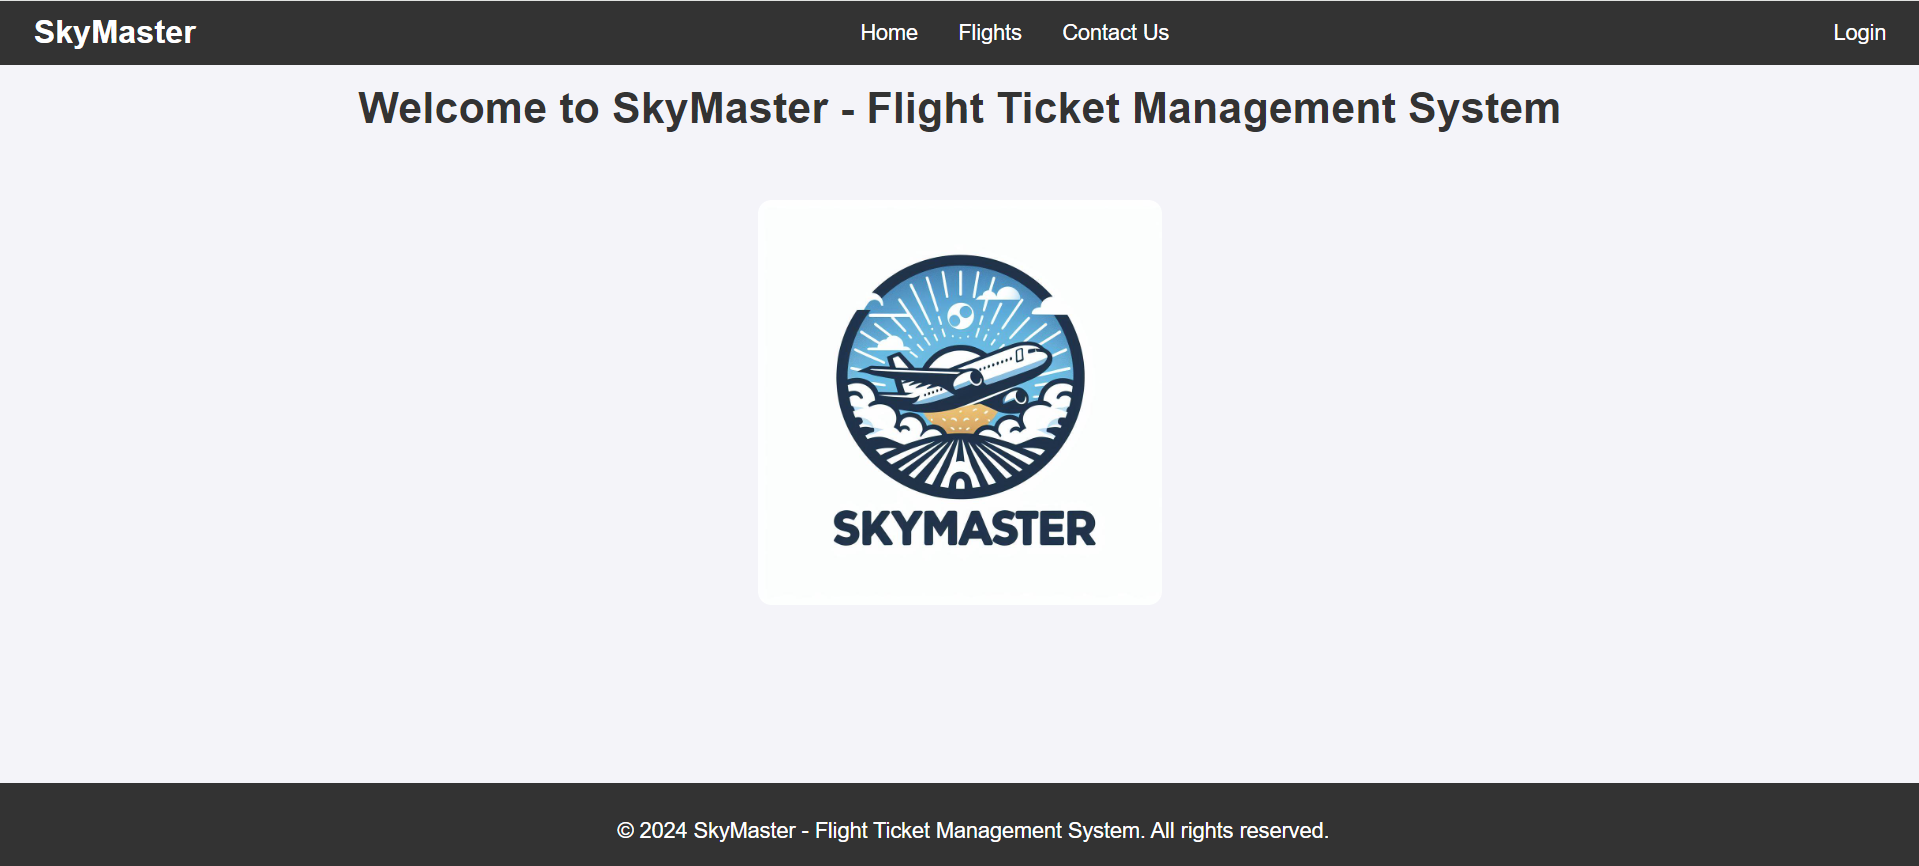 SkyMaster Home Flights Contact Us Login
Welcome to SkyMaster - Flight Ticket Management System
SKYMASTER
© 2024 SkyMaster - Flight Ticket Management System. All rights reserved.